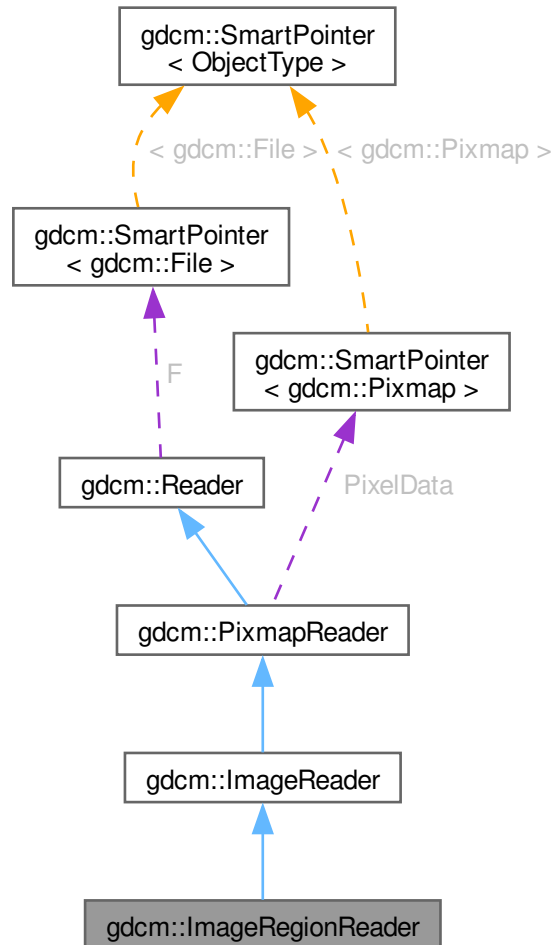 gdcm::SmartPointer
< ObjectType >
< gdcm::File >
< gdcm::Pixmap >
gdcm::SmartPointer
< gdcm::File >
gdcm::SmartPointer
< gdcm::Pixmap >
F
gdcm::Reader
PixelData
gdcm::PixmapReader
gdcm::ImageReader
gdcm::ImageRegionReader